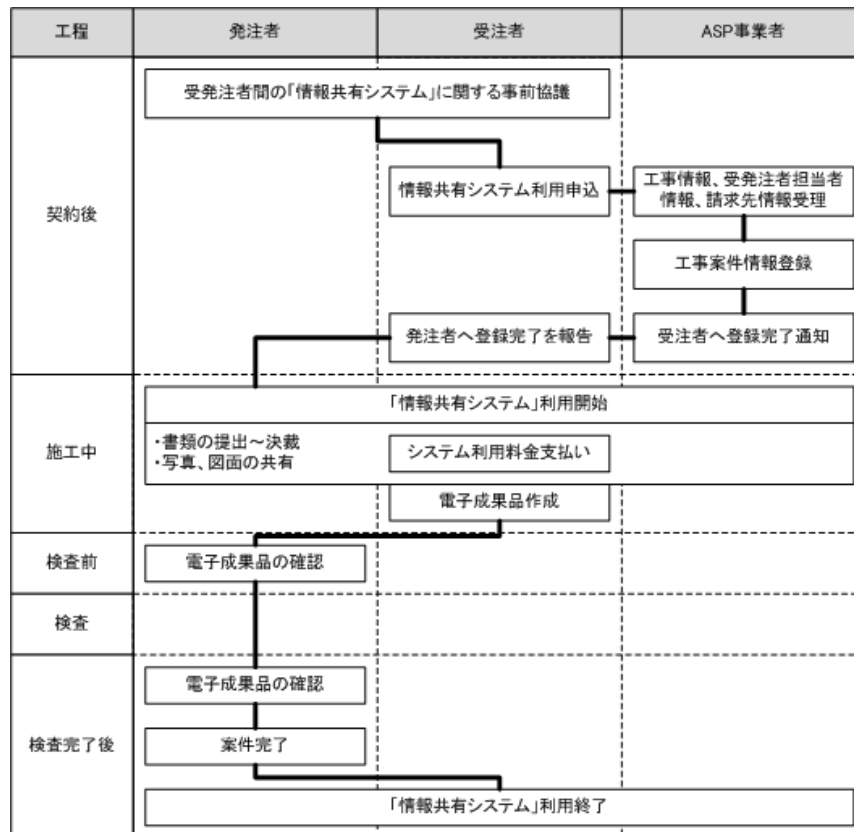 工程
発注者
受注者
ASP事業者
契約後
受発注者間の「情報共有システム」に関する事前協議
情報共有システム利用申込
工事情報、受発注者担当者
情報、請求先情報受理
工事案件情報登録
発注者へ登録完了を報告
受注者へ登録完了通知
施工中
「情報共有システム」利用開始
・書類の提出～決裁
・写真、図面の共有
システム利用料金支払い
電子成果品作成
検査前
電子成果品の確認
検査
検査完了後
電子成果品の確認
案件完了
「情報共有システム」利用終了